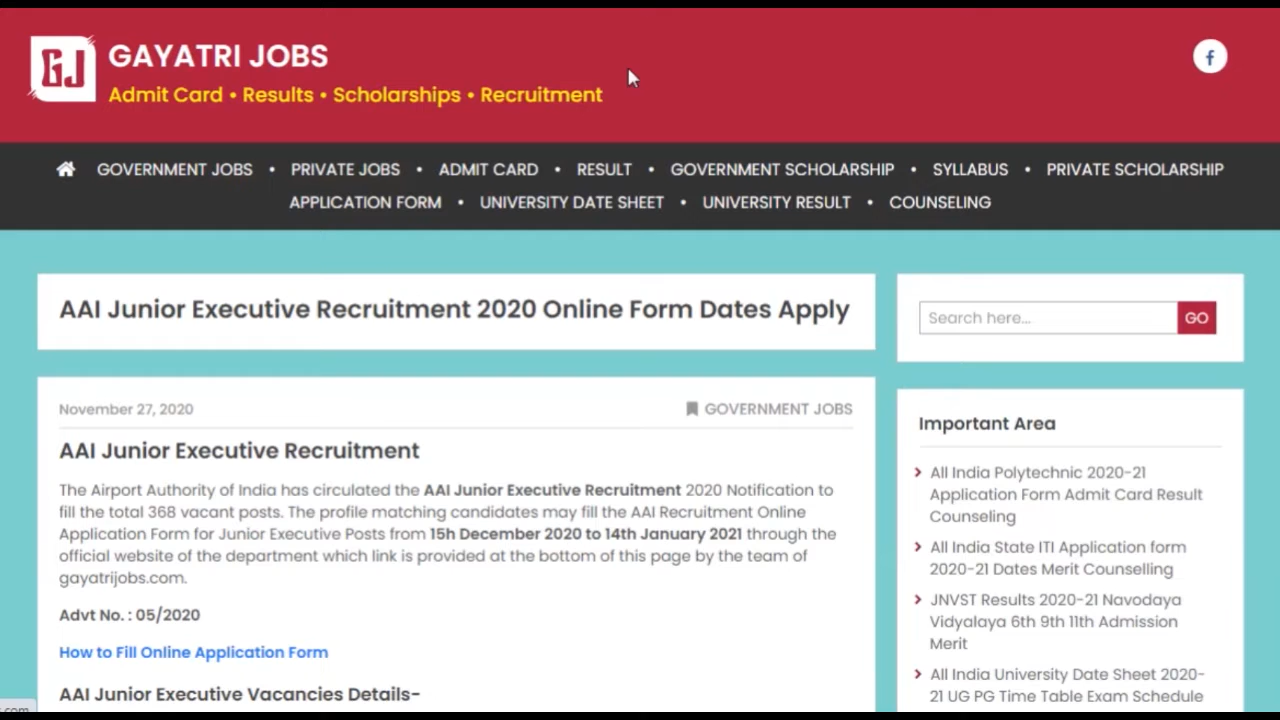 GJ
GAYATRI JOBS
Admit Card • Results • Scholarships • Recruitment
f
GOVERNMENT JOBS • PRIVATE JOBS • ADMIT CARD • RESULT • GOVERNMENT SCHOLARSHIP • SYLLABUS • PRIVATE SCHOLARSHIP
APPLICATION FORM • UNIVERSITY DATE SHEET • UNIVERSITY RESULT • COUNSELING
AAI Junior Executive Recruitment 2020 Online Form Dates Apply
November 27, 2020
GOVERNMENT JOBS
AAI Junior Executive Recruitment
The Airport Authority of India has circulated the AAI Junior Executive Recruitment 2020 Notification to
fill the total 368 vacant posts. The profile matching candidates may fill the AAI Recruitment Online
Application Form for Junior Executive Posts from 15h December 2020 to 14th January 2021 through the
official website of the department which link is provided at the bottom of this page by the team of
gayatrijobs.com.
Advt No. : 05/2020
How to Fill Online Application Form
AAI Junior Executive Vacancies Details-
Search here...
GO
Important Area
All India Polytechnic 2020-21
Application Form Admit Card Result
Counseling
All India State ITI Application form
2020-21 Dates Merit Counselling
JNVST Results 2020-21 Navodaya
Vidyalaya 6th 9th 11th Admission
Merit
All India University Date Sheet 2020-
21 UG PG Time Table Exam Schedule